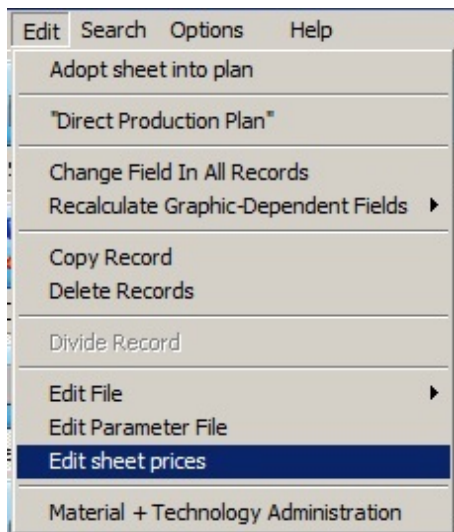 Edit Search Options Help
Adopt sheet into plan
"Direct Production Plan"
Change Field In All Records
Recalculate Graphic-Dependent Fields
Copy Record
Delete Records
Divide Record
Edit File
Edit Parameter File
Edit sheet prices
Material + Technology Administration